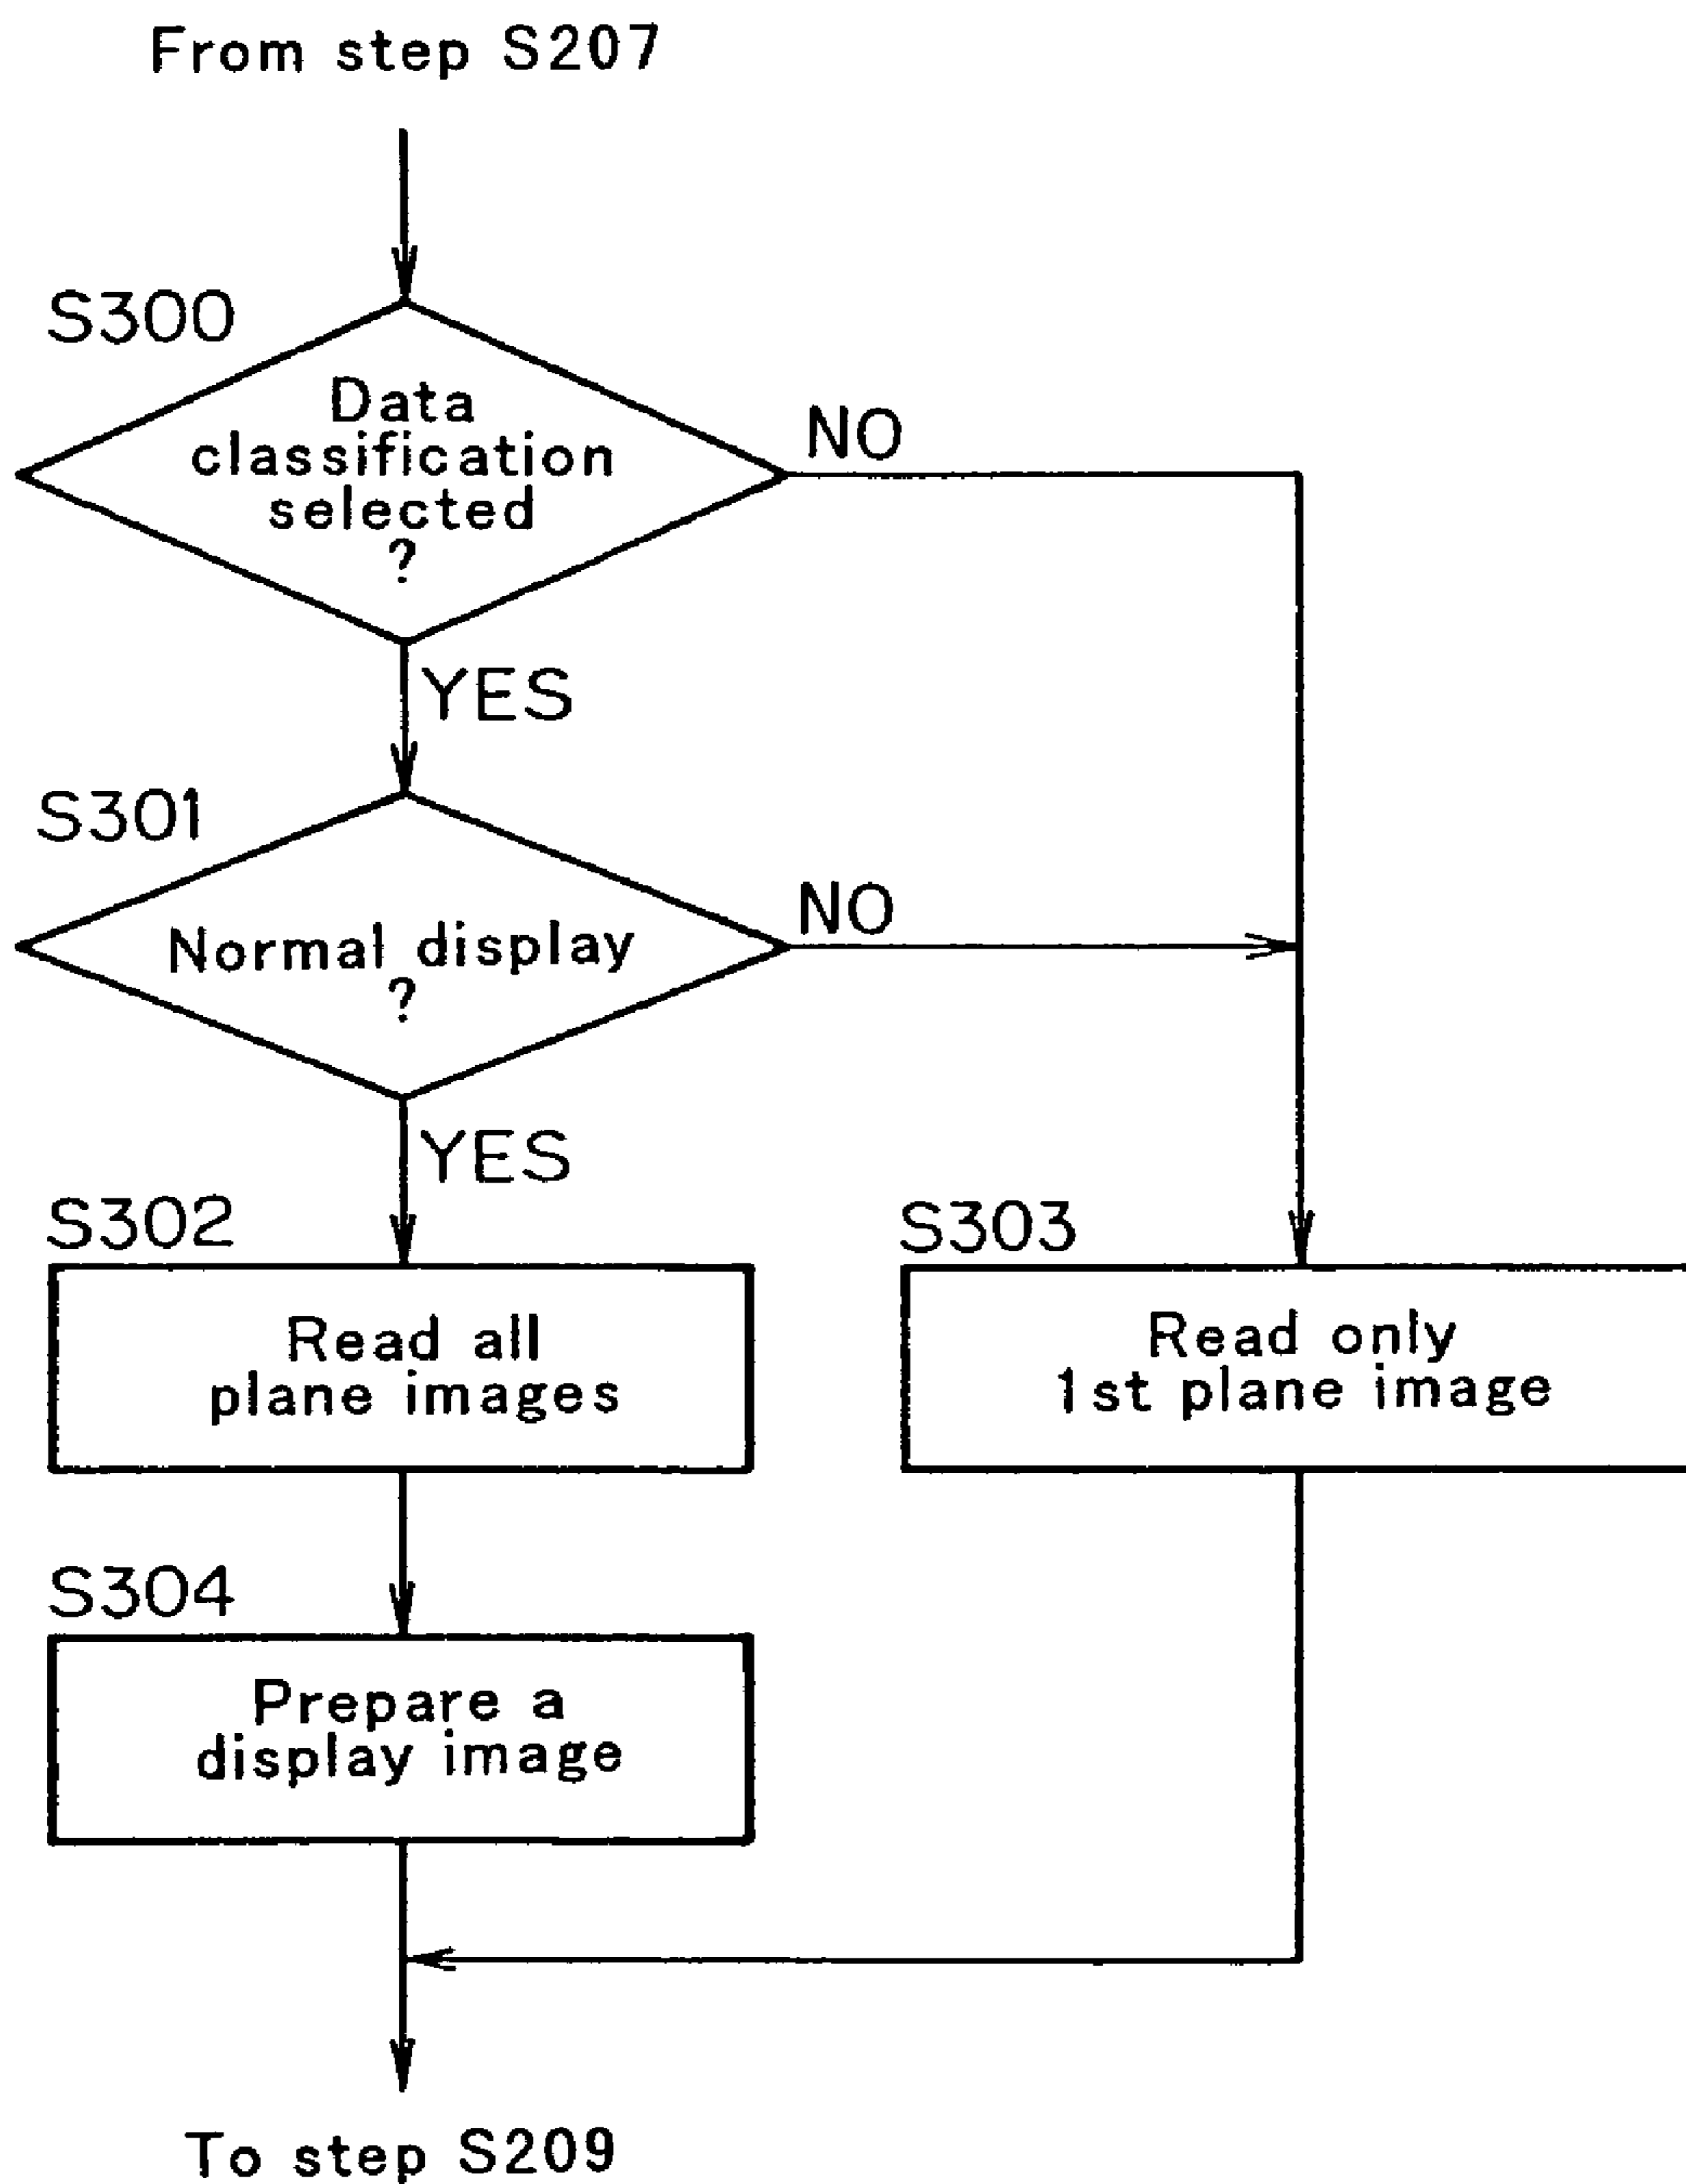 From step S207
S300
Data
classification
selected
?
NO
YES
S301
Normal display
?
NO
YES
S302
Read all
plane images
S303
Read only
1st plane image
S304
Prepare a
display image
To step S209